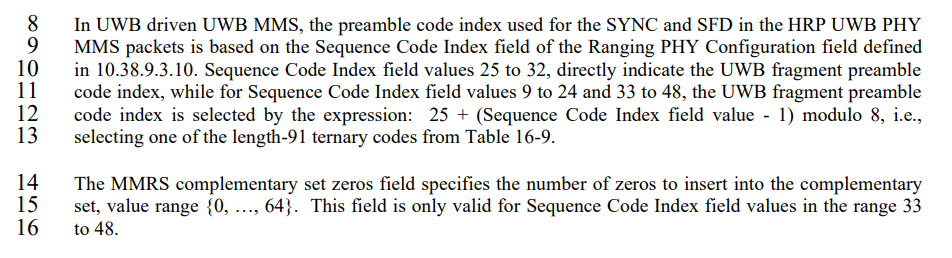 8 In UWB driven UWB MMS, the preamble code index used for the SYNC and SFD in the HRP UWB PHY
9 MMS packets is based on the Sequence Code Index field of the Ranging PHY Configuration field defined
10 in 10.38.9.3.10. Sequence Code Index field values 25 to 32, directly indicate the UWB fragment preamble
11 code index, while for Sequence Code Index field values 9 to 24 and 33 to 48, the UWB fragment preamble
12 code index is selected by the expression: 25 + (Sequence Code Index field value - 1) modulo 8, i.e.,
13 selecting one of the length-91 ternary codes from Table 16-9.
14 The MMRS complementary set zeros field specifies the number of zeros to insert into the complementary
15 set, value range {0, …, 64}. This field is only valid for Sequence Code Index field values in the range 33
16 to 48.